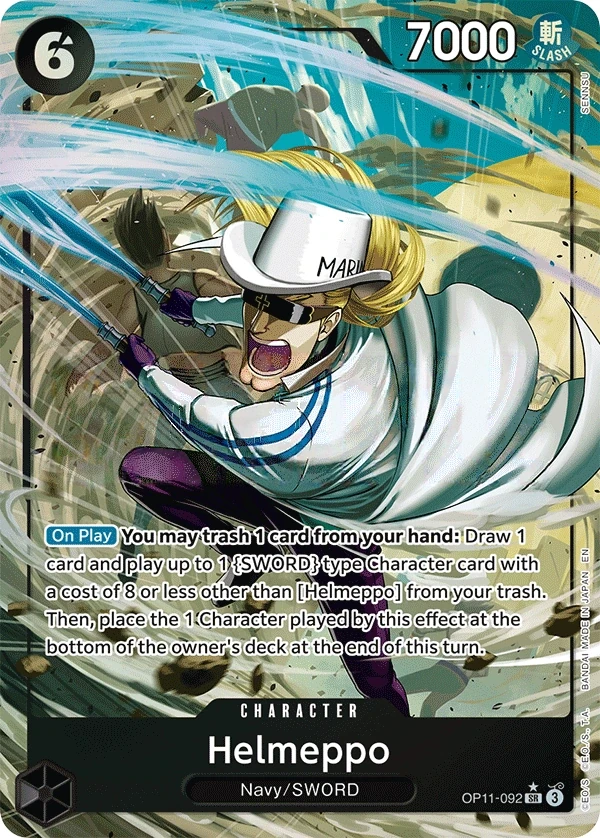 6
7000
斬
SLASH
SENNSU
MARIN
On Play You may trash 1 card from your hand: Draw 1
card and play up to 1 {SWORD} type Character card with
a cost of 8 or less other than [Helmeppo] from your trash.
Then, place the 1 Character played by this effect at the
bottom of the owner's deck at the end of this turn.
CHARACTER
Helmeppo
Navy/SWORD
OP11-092 SR 3
©E.O/S. ©E.O./S., T.A. BANDAI MADE IN JAPAN EN